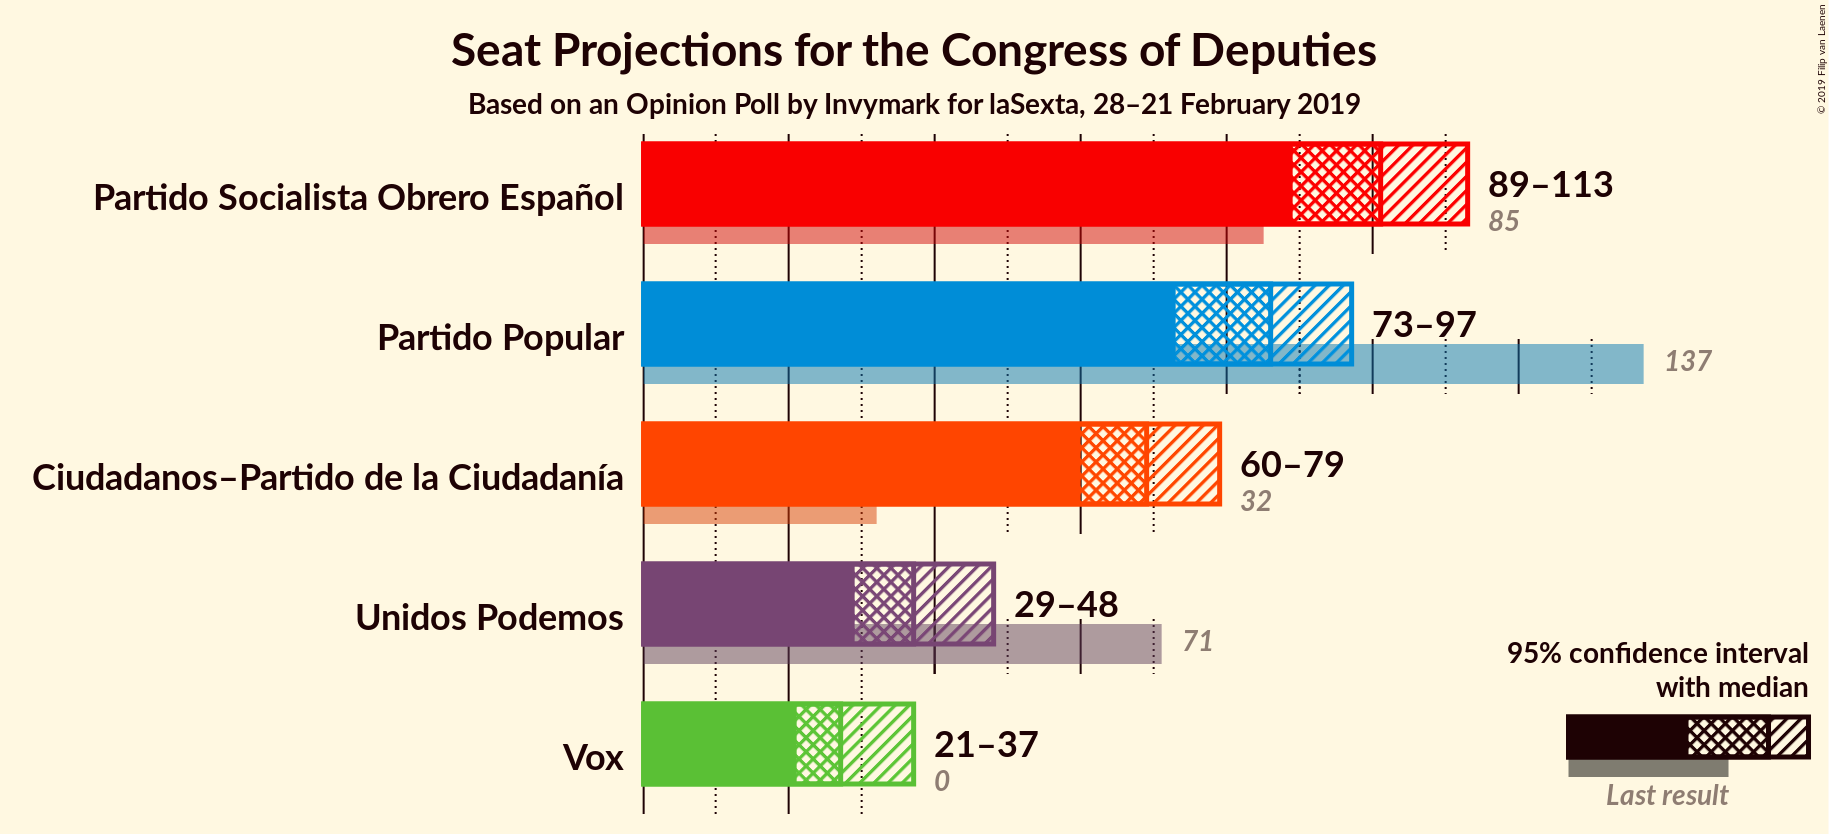 Seat Projections for the Congress of Deputies
Based on an Opinion Poll by Invymark for laSexta, 28–21 February 2019
© 2019 Filip van Laenen
Partido Socialista Obrero Español
89–113
85
Partido Popular
73–97
137
Ciudadanos–Partido de la Ciudadanía
60–79
32
Unidos Podemos
29–48
71
Vox
21–37
0
95% confidence interval
with median
Last result